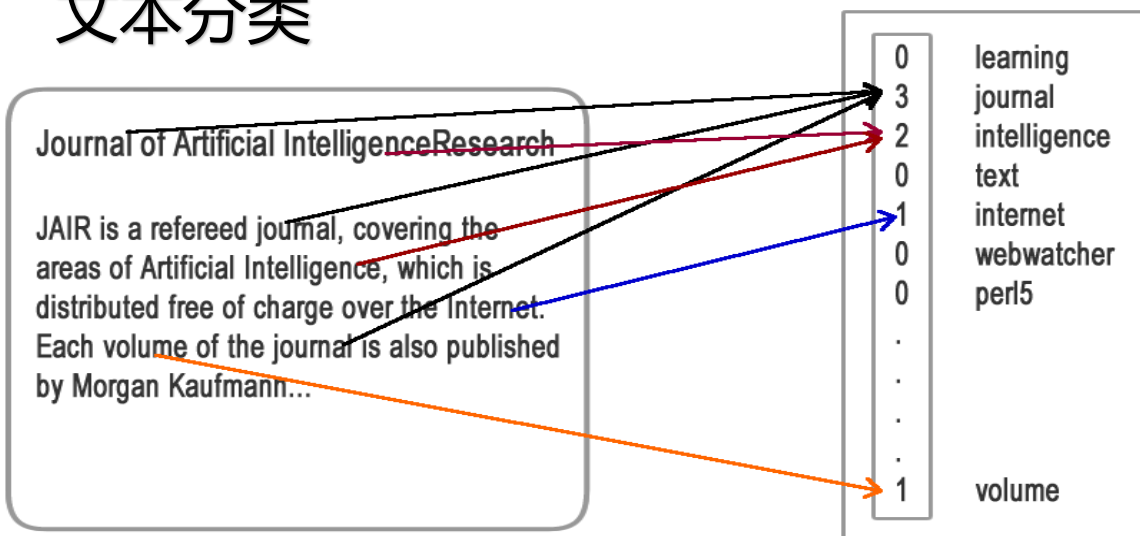 文本分类
Journal of Artificial IntelligenceResearch
JAIR is a refereed journal, covering the
areas of Artificial Intelligence, which is
distributed free of charge over the Internet.
Each volume of the journal is also published
by Morgan Kaufmann...
0 learning
3 journal
2 intelligence
0 text
1 internet
0 webwatcher
0 perl5
.
.
.
.
1 volume